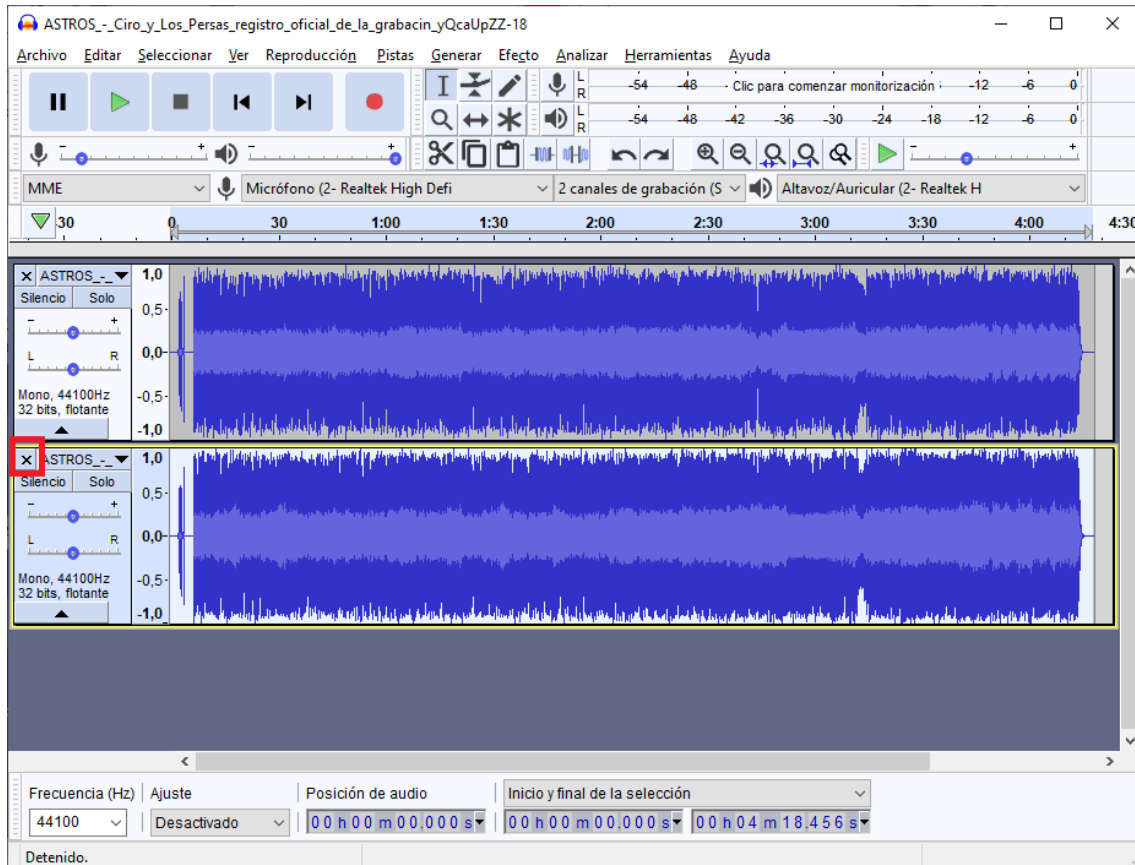 ASTROS_-_Ciro_y_Los_Persas_registro_oficial_de_la_grabacin_yQcaUpZZ-18
Archivo Editar Seleccionar Ver Reproducción Pistas Generar Efecto Analizar Herramientas Ayuda
L R -54 -48 - Clic para comenzar monitorización -12 -6 0
L R -54 -48 -42 -36 -30 -24 -18 -12 -6 0
- + - + - +
MME Micrófono (2- Realtek High Defi 2 canales de grabación (S Altavoz/Auricular (2- Realtek H
30 0 30 1:00 1:30 2:00 2:30 3:00 3:30 4:00 4:30
x ASTROS_-_ 1,0
Silencio Solo
0,5
- +
L R 0,0
Mono, 44100Hz -0,5
32 bits, flotante
-1,0
x ASTROS_-_ 1,0
Silencio Solo
0,5
- +
L R 0,0
Mono, 44100Hz -0,5
32 bits, flotante
-1,0
Frecuencia (Hz) Ajuste Posición de audio Inicio y final de la selección
44100 Desactivado 00 h 00 m 00.000 s 00 h 00 m 00.000 s 00 h 04 m 18.456 s
Detenido.